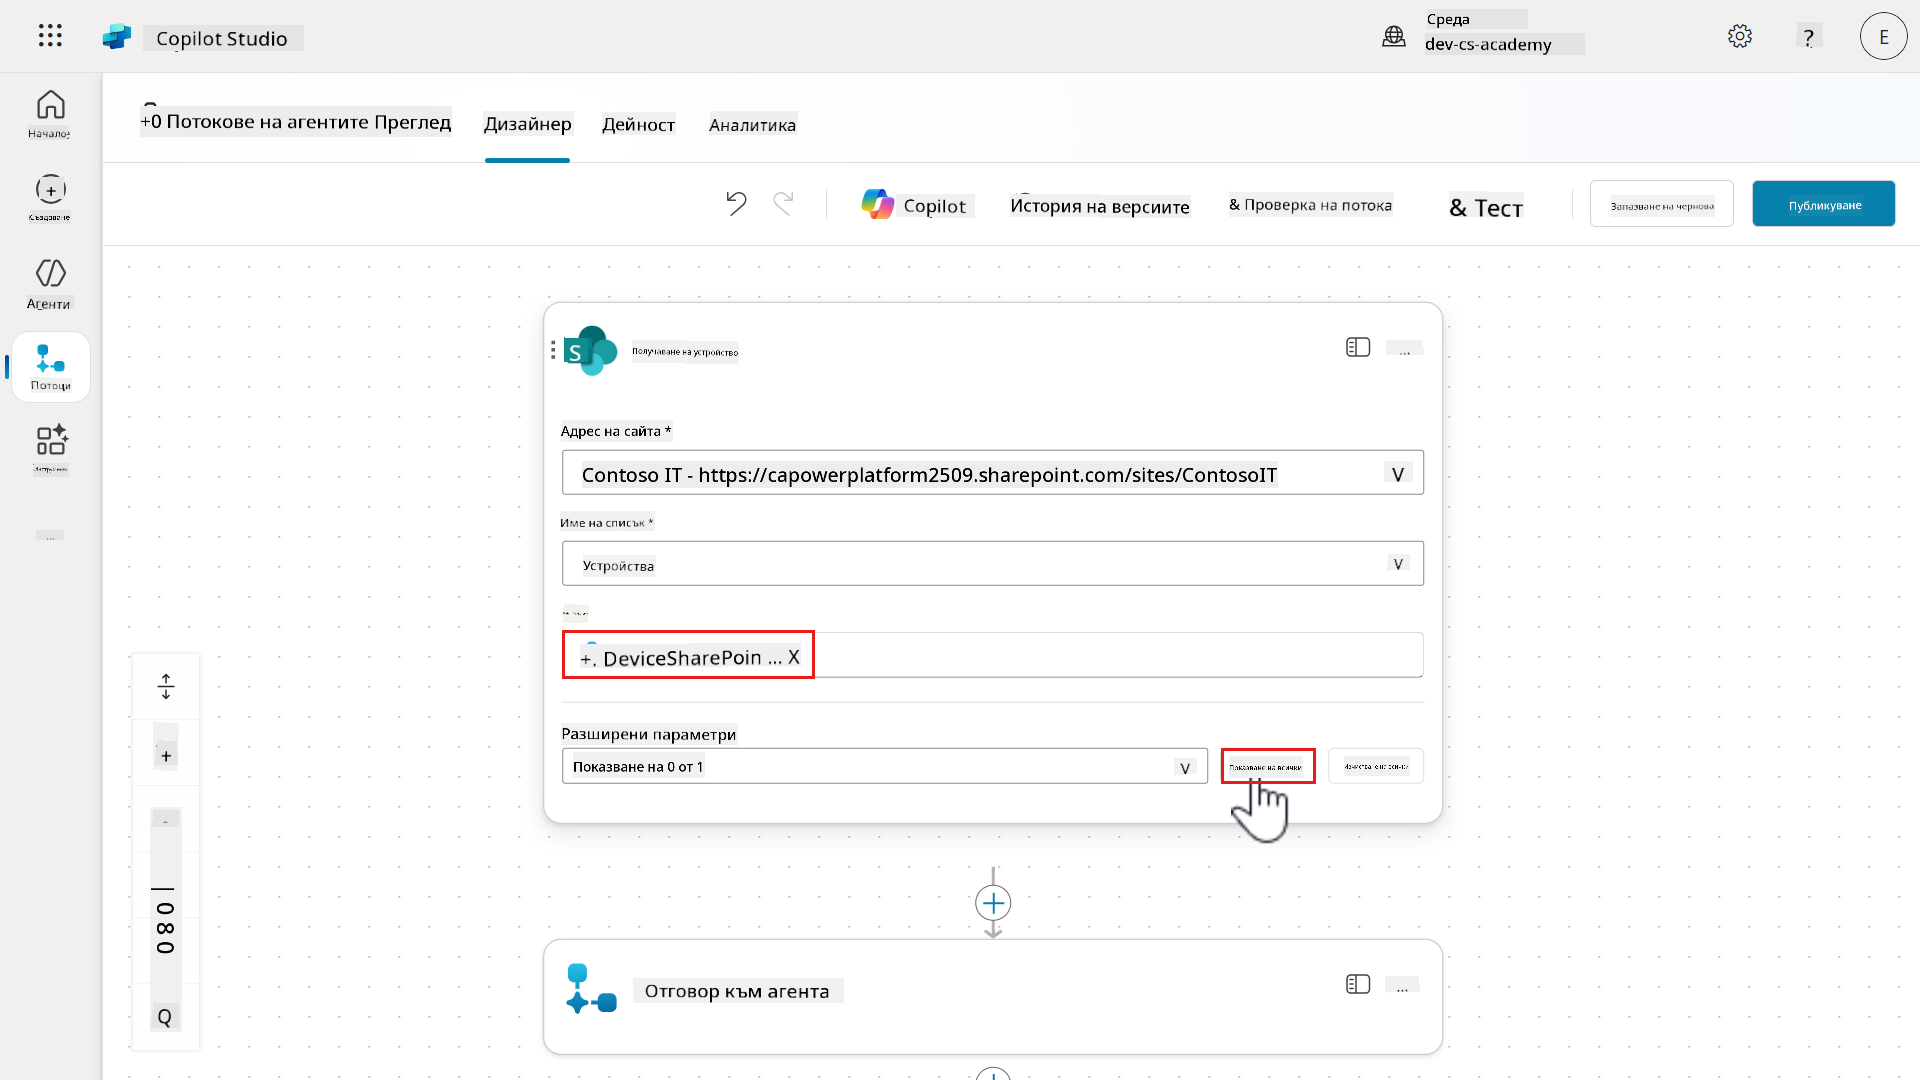 Copilot Studio
Среда
dev-cs-academy
?
E
+0 Потокове на агентите Преглед
Дизайнер
Дейност
Аналитика
Начало
Създаване
Агенти
Потоци
Инструменти
...
Copilot
История на версиите
& Проверка на потока
& Тест
Запазване на чернова
Публикуване
S
Получаване на устройство
...
Адрес на сайта *
Contoso IT - https://capowerplatform2509.sharepoint.com/sites/ContosoIT
V
Име на списък *
Устройства
V
+. DeviceSharePoin ... X
Разширени параметри
Показване на 0 от 1
V
Показване на всички
Изчистване на всички
+
-
| 080
Q
Отговор към агента
...